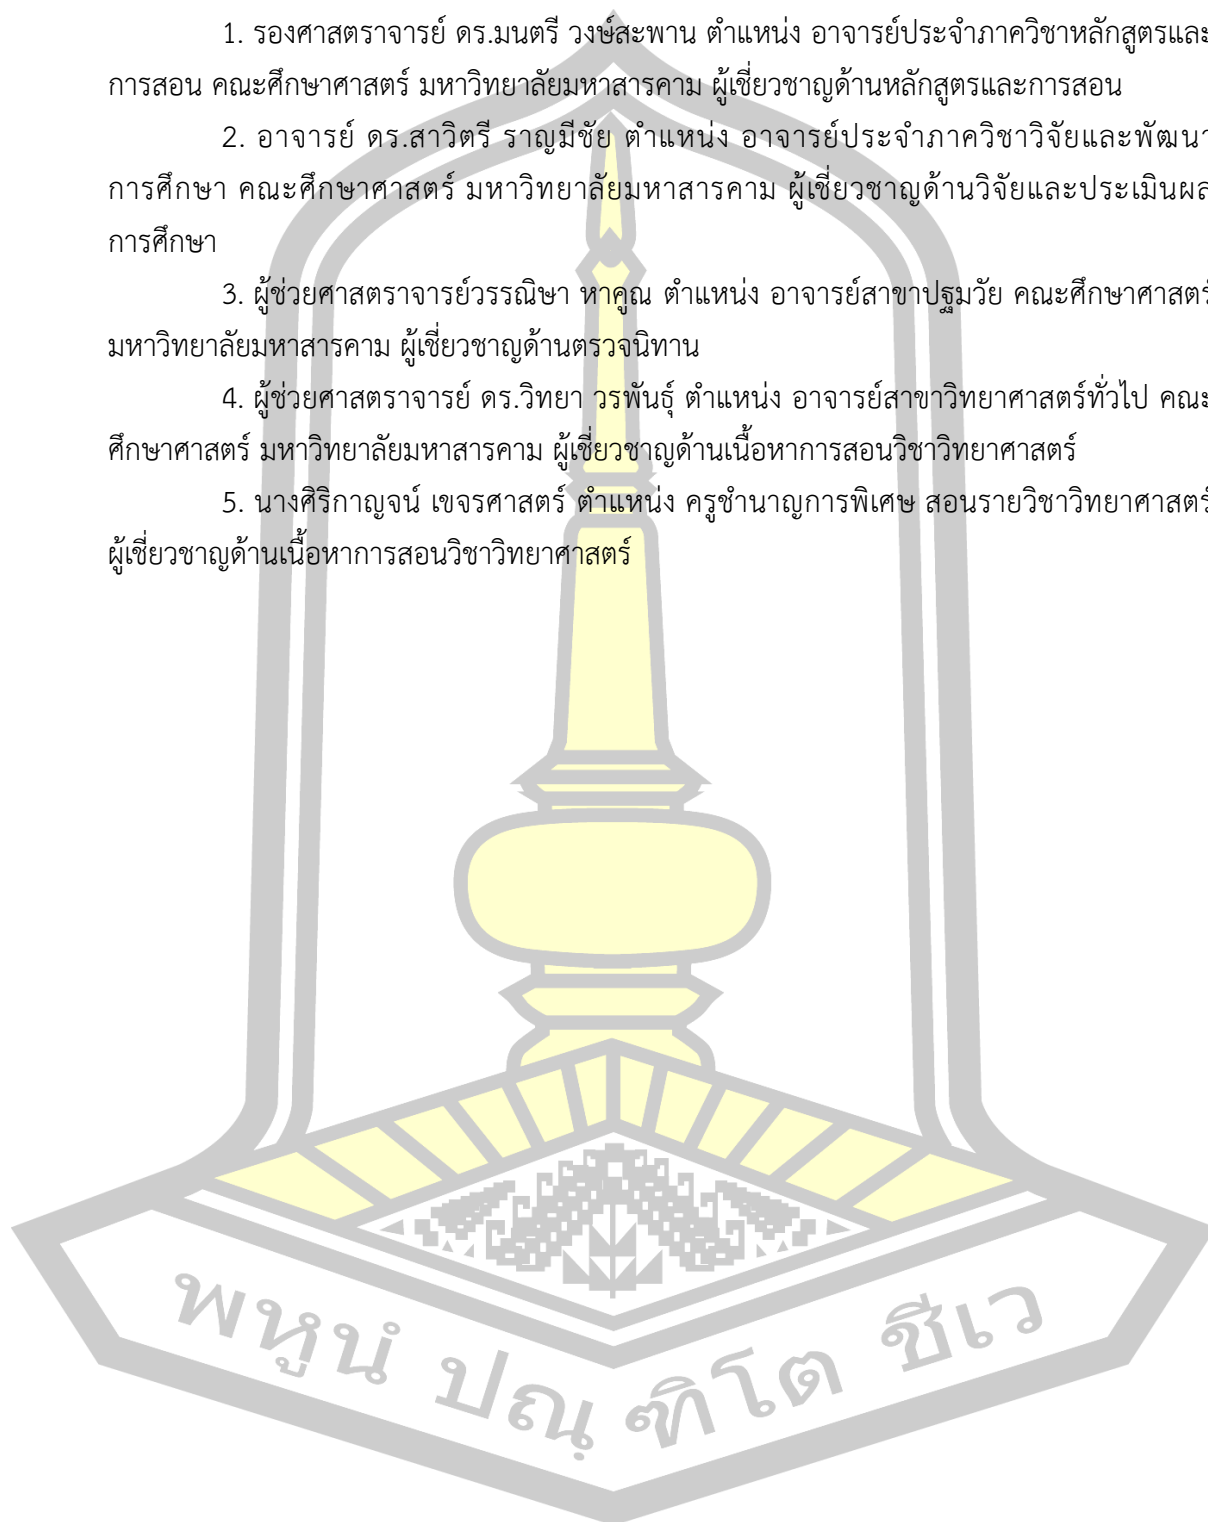 1. รองศาสตราจารย์ ดร.มนตรี วงษ์สะพาน ตำแหน่ง อาจารย์ประจำภาควิชาหลักสูตรและ
การสอน คณะศึกษาศาสตร์ มหาวิทยาลัยมหาสารคาม ผู้เชี่ยวชาญด้านหลักสูตรและการสอน
2. อาจารย์ ดร.สาวิตรี ราญมีชัย ตำแหน่ง อาจารย์ประจำภาควิชาวิจัยและพัฒนา
การศึกษา คณะศึกษาศาสตร์ มหาวิทยาลัยมหาสารคาม ผู้เชี่ยวชาญด้านวิจัยและประเมินผล
การศึกษา
3. ผู้ช่วยศาสตราจารย์วรรณิษา หาคูณ ตำแหน่ง อาจารย์สาขาปฐมวัย คณะศึกษาศาสตร์
มหาวิทยาลัยมหาสารคาม ผู้เชี่ยวชาญด้านตรวจนิทาน
4. ผู้ช่วยศาสตราจารย์ ดร.วิทยา วรพันธุ์ ตำแหน่ง อาจารย์สาขาวิทยาศาสตร์ทั่วไป คณะ
ศึกษาศาสตร์ มหาวิทยาลัยมหาสารคาม ผู้เชี่ยวชาญด้านเนื้อหาการสอนวิชาวิทยาศาสตร์
5. นางศิริกาญจน์ เขจรศาสตร์ ตำแหน่ง ครูชำนาญการพิเศษ สอนรายวิชาวิทยาศาสตร์
ผู้เชี่ยวชาญด้านเนื้อหาการสอนวิชาวิทยาศาสตร์
พหูนํ ปณฺฑิโต ชีเว